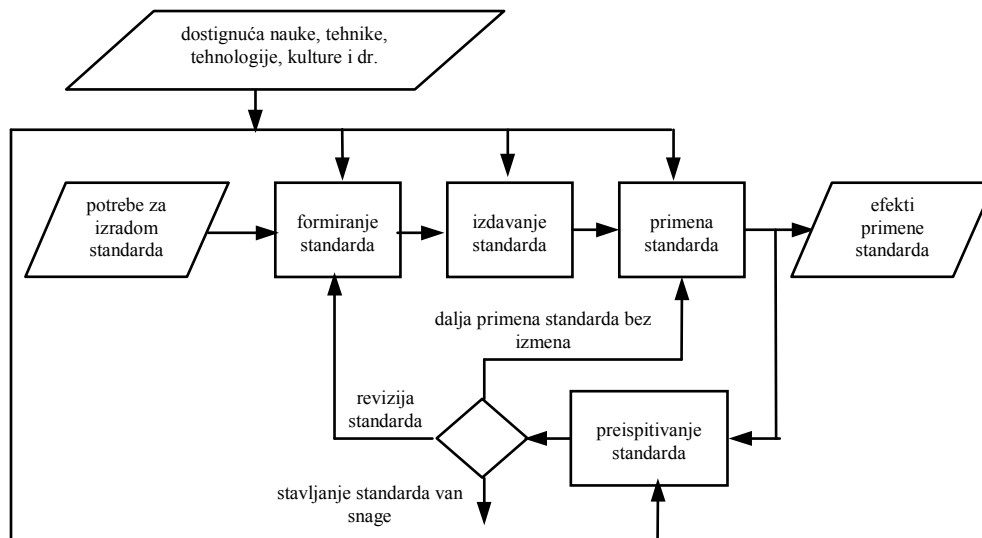 dostignuća nauke, tehnike,
tehnologije, kulture i dr.
potrebe za
izradom
standarda
formiranje
standarda
izdavanje
standarda
primena
standarda
efekti
primene
standarda
dalja primena standarda bez
izmena
revizija
standarda
preispitivanje
standarda
stavljanje standarda van
snage